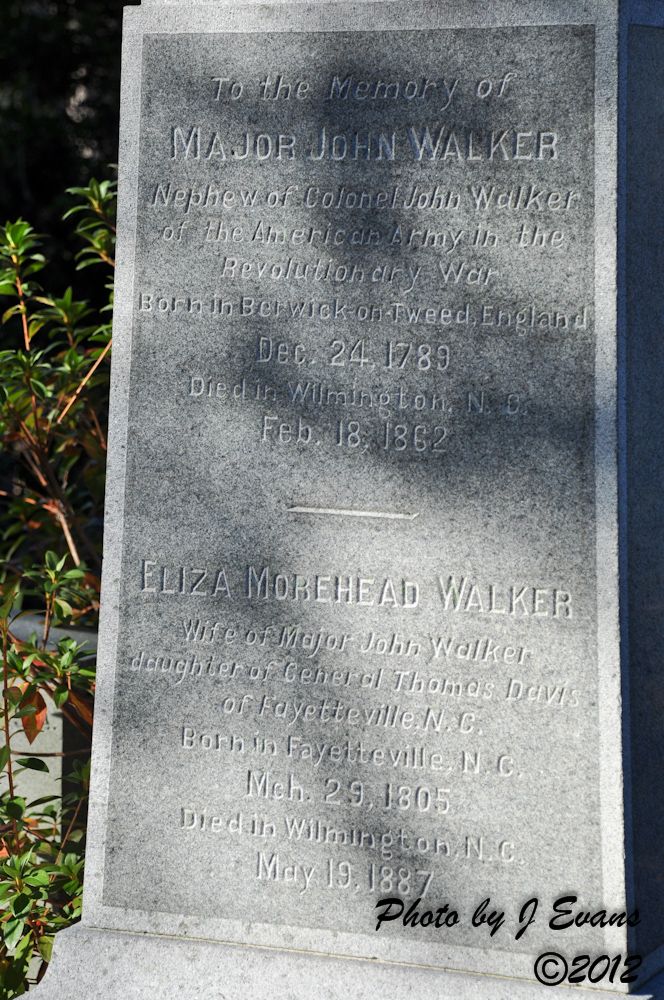 To the Memory of
MAJOR JOHN WALKER
Nephew of Colonel John Walker
of the American Army in the
Revolutionary War
Born in Berwick-on-Tweed, England
Dec. 24, 1789
Died in Wilmington, N. C.
Feb. 18, 1862
ELIZA MOREHEAD WALKER
Wife of Major John Walker
daughter of General Thomas Davis
of Fayetteville, N.C.
Born in Fayetteville, N. C.
Mch. 29, 1805
Died in Wilmington, N.C.
May 19, 1887
Photo by J Evans
©2012